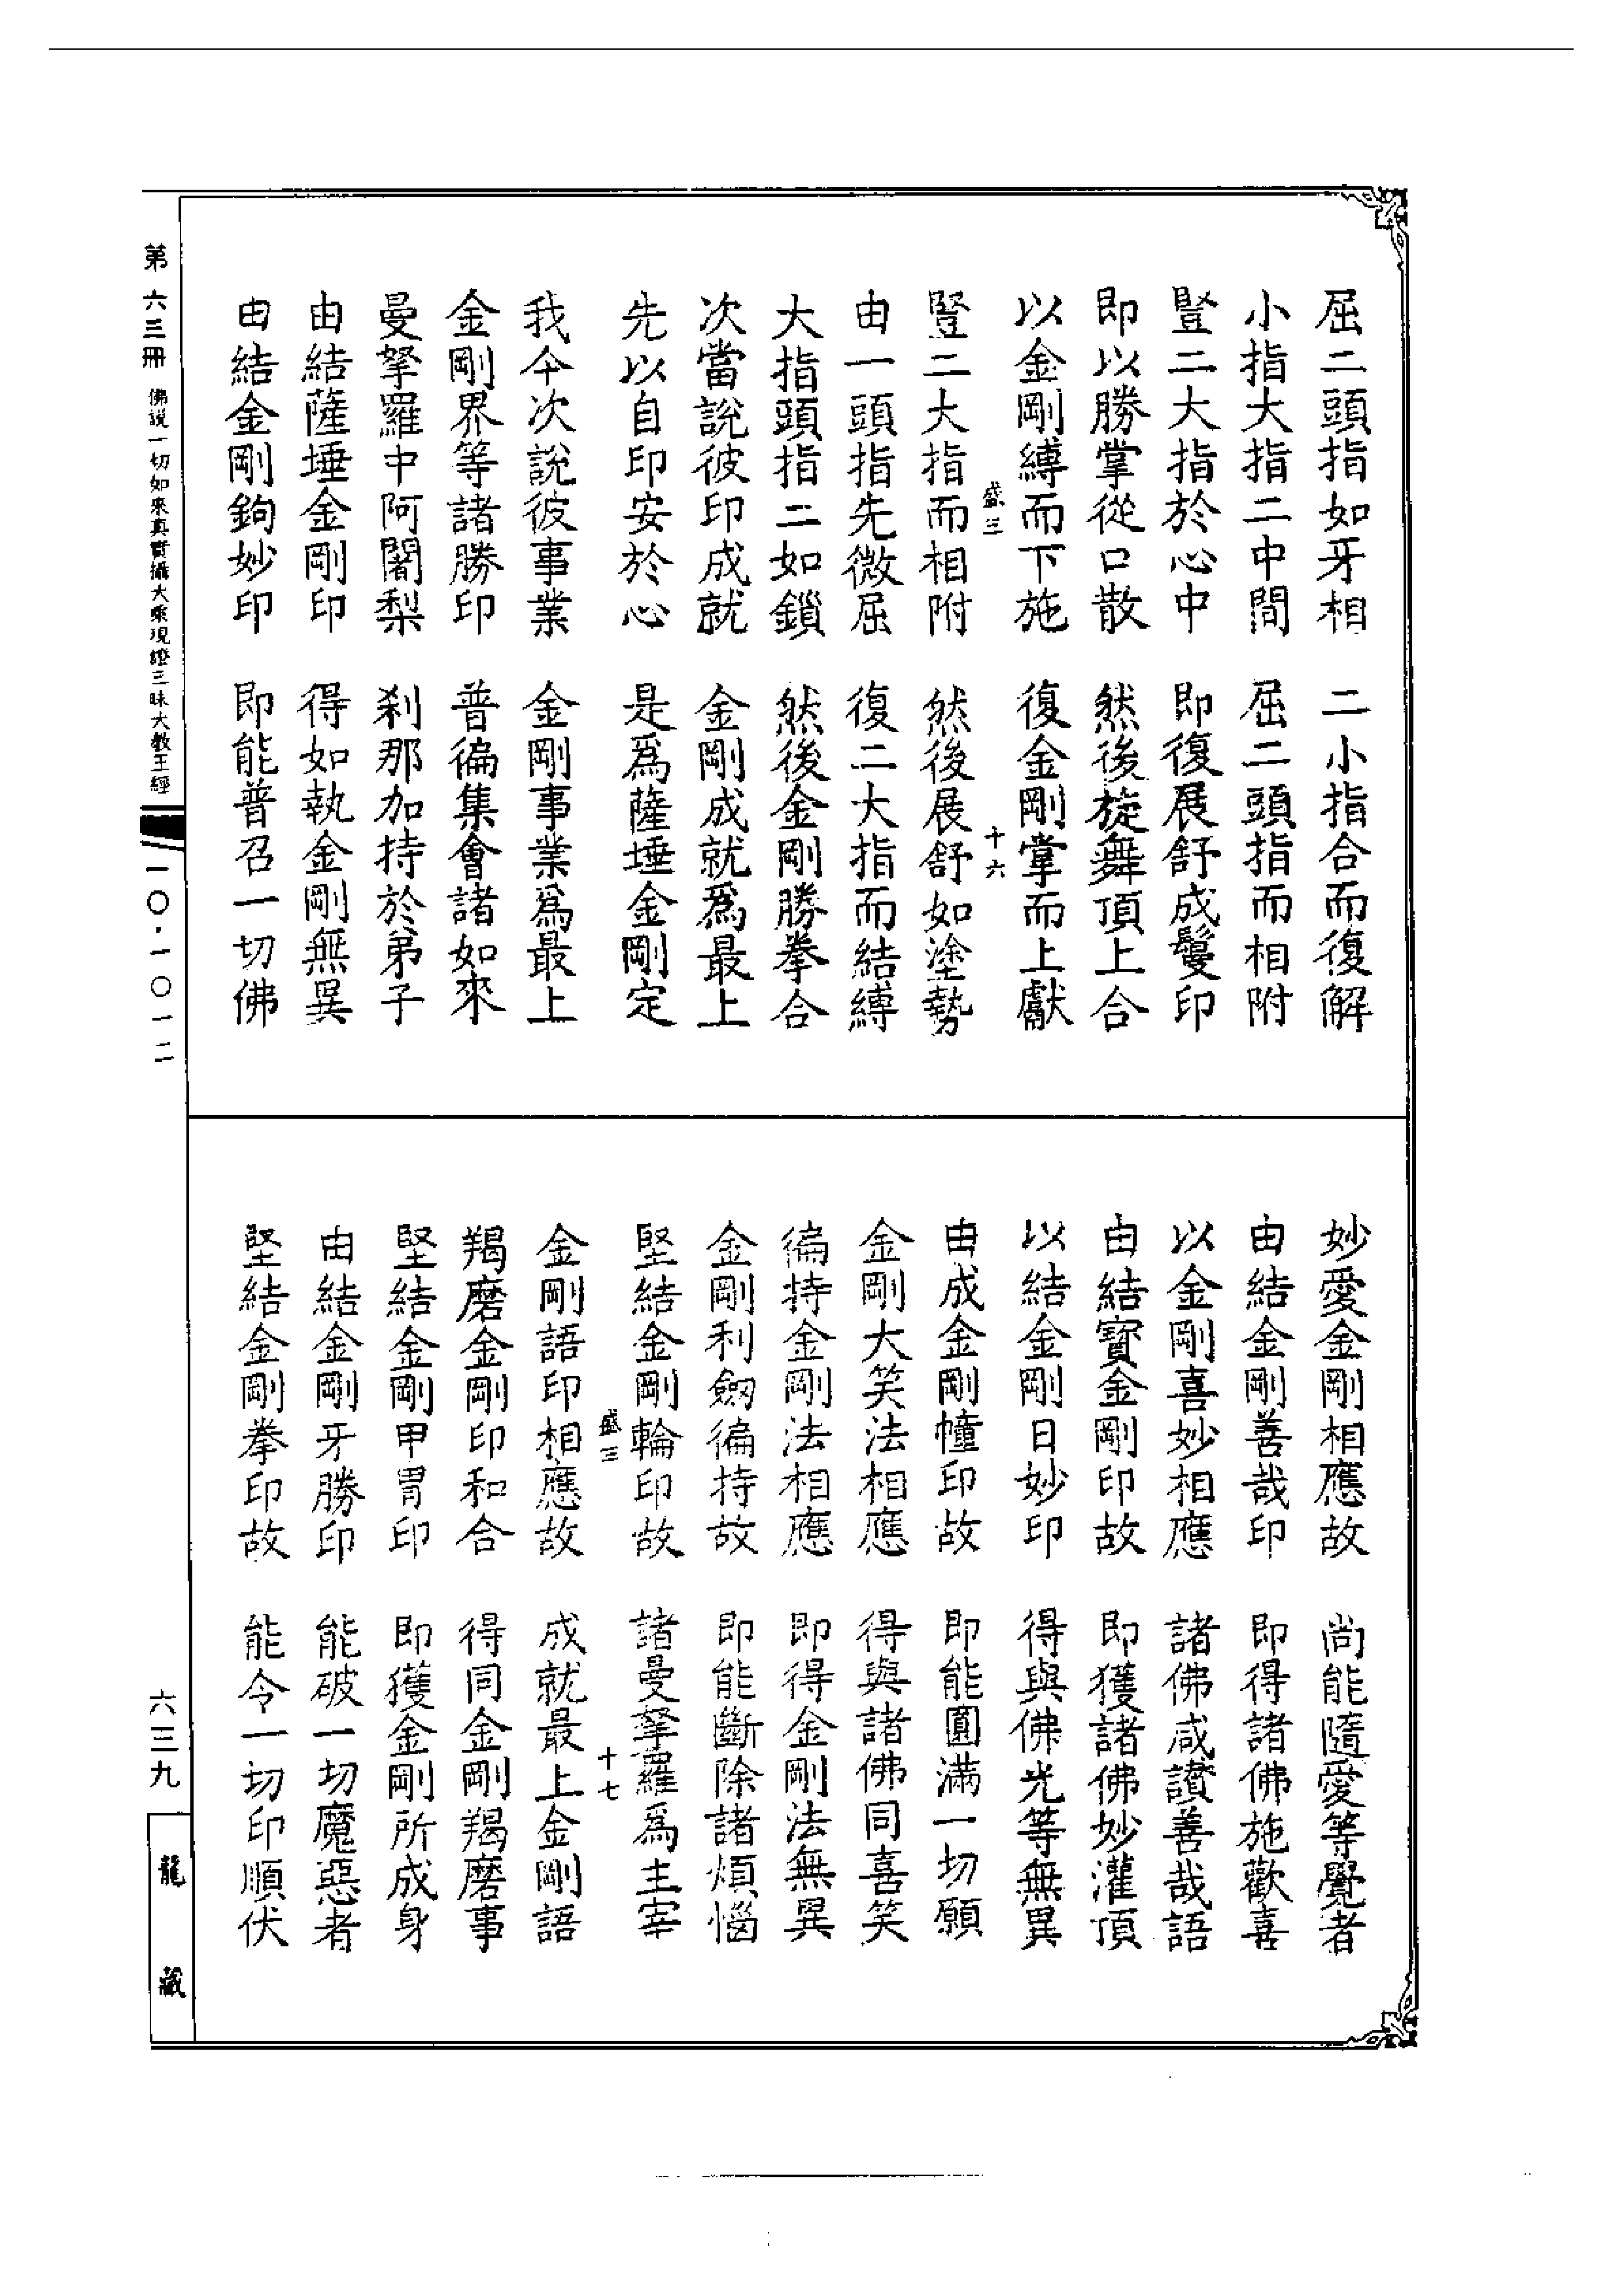 屈二頭指如牙相　二小指合而復解
小指大指二中間　屈二頭指而相附
豎二大指於心中　即復展舒成鬘印
即以勝掌從口散　然後旋舞頂上合
以金剛縛而下施　復金剛掌而上獻
盛三　十六
豎二大指而相附　然後展舒如塗勢
由一頭指先微屈　復二大指而結縛
大指頭指二如鎖　然後金剛勝拳合
次當說彼印成就　金剛成就爲最上
先以自印安於心　是爲薩埵金剛定
我今次說彼事業　金剛事業爲最上
金剛界等諸勝印　普徧集會諸如來
曼拏羅中阿闍梨　刹那加持於弟子
由結薩埵金剛印　得如執金剛無異
由結金剛鉤妙印　即能普召一切佛
妙愛金剛相應故　尚能隨愛等覺者
由結金剛善哉印　即得諸佛施歡喜
以金剛喜妙相應　諸佛咸讚善哉語
由結寶金剛印故　即獲諸佛妙灌頂
以結金剛日妙印　得與佛光等無異
由成金剛幢印故　即能圓滿一切願
金剛大笑法相應　得與諸佛同喜笑
徧持金剛法相應　即得金剛法無異
金剛利劔徧持故　即能斷除諸煩惱
堅結金剛輪印故　諸曼拏羅爲主宰
盛三　十七
金剛語印相應故　成就最上金剛語
羯磨金剛印和合　得同金剛羯磨事
堅結金剛甲冑印　即獲金剛所成身
由結金剛牙勝印　能破一切魔惡者
堅結金剛拳印故　能令一切印順伏
第六三冊　佛說一切如來真實攝大乘現證三昧大教王經　一〇·一〇一二
六三九　龍藏